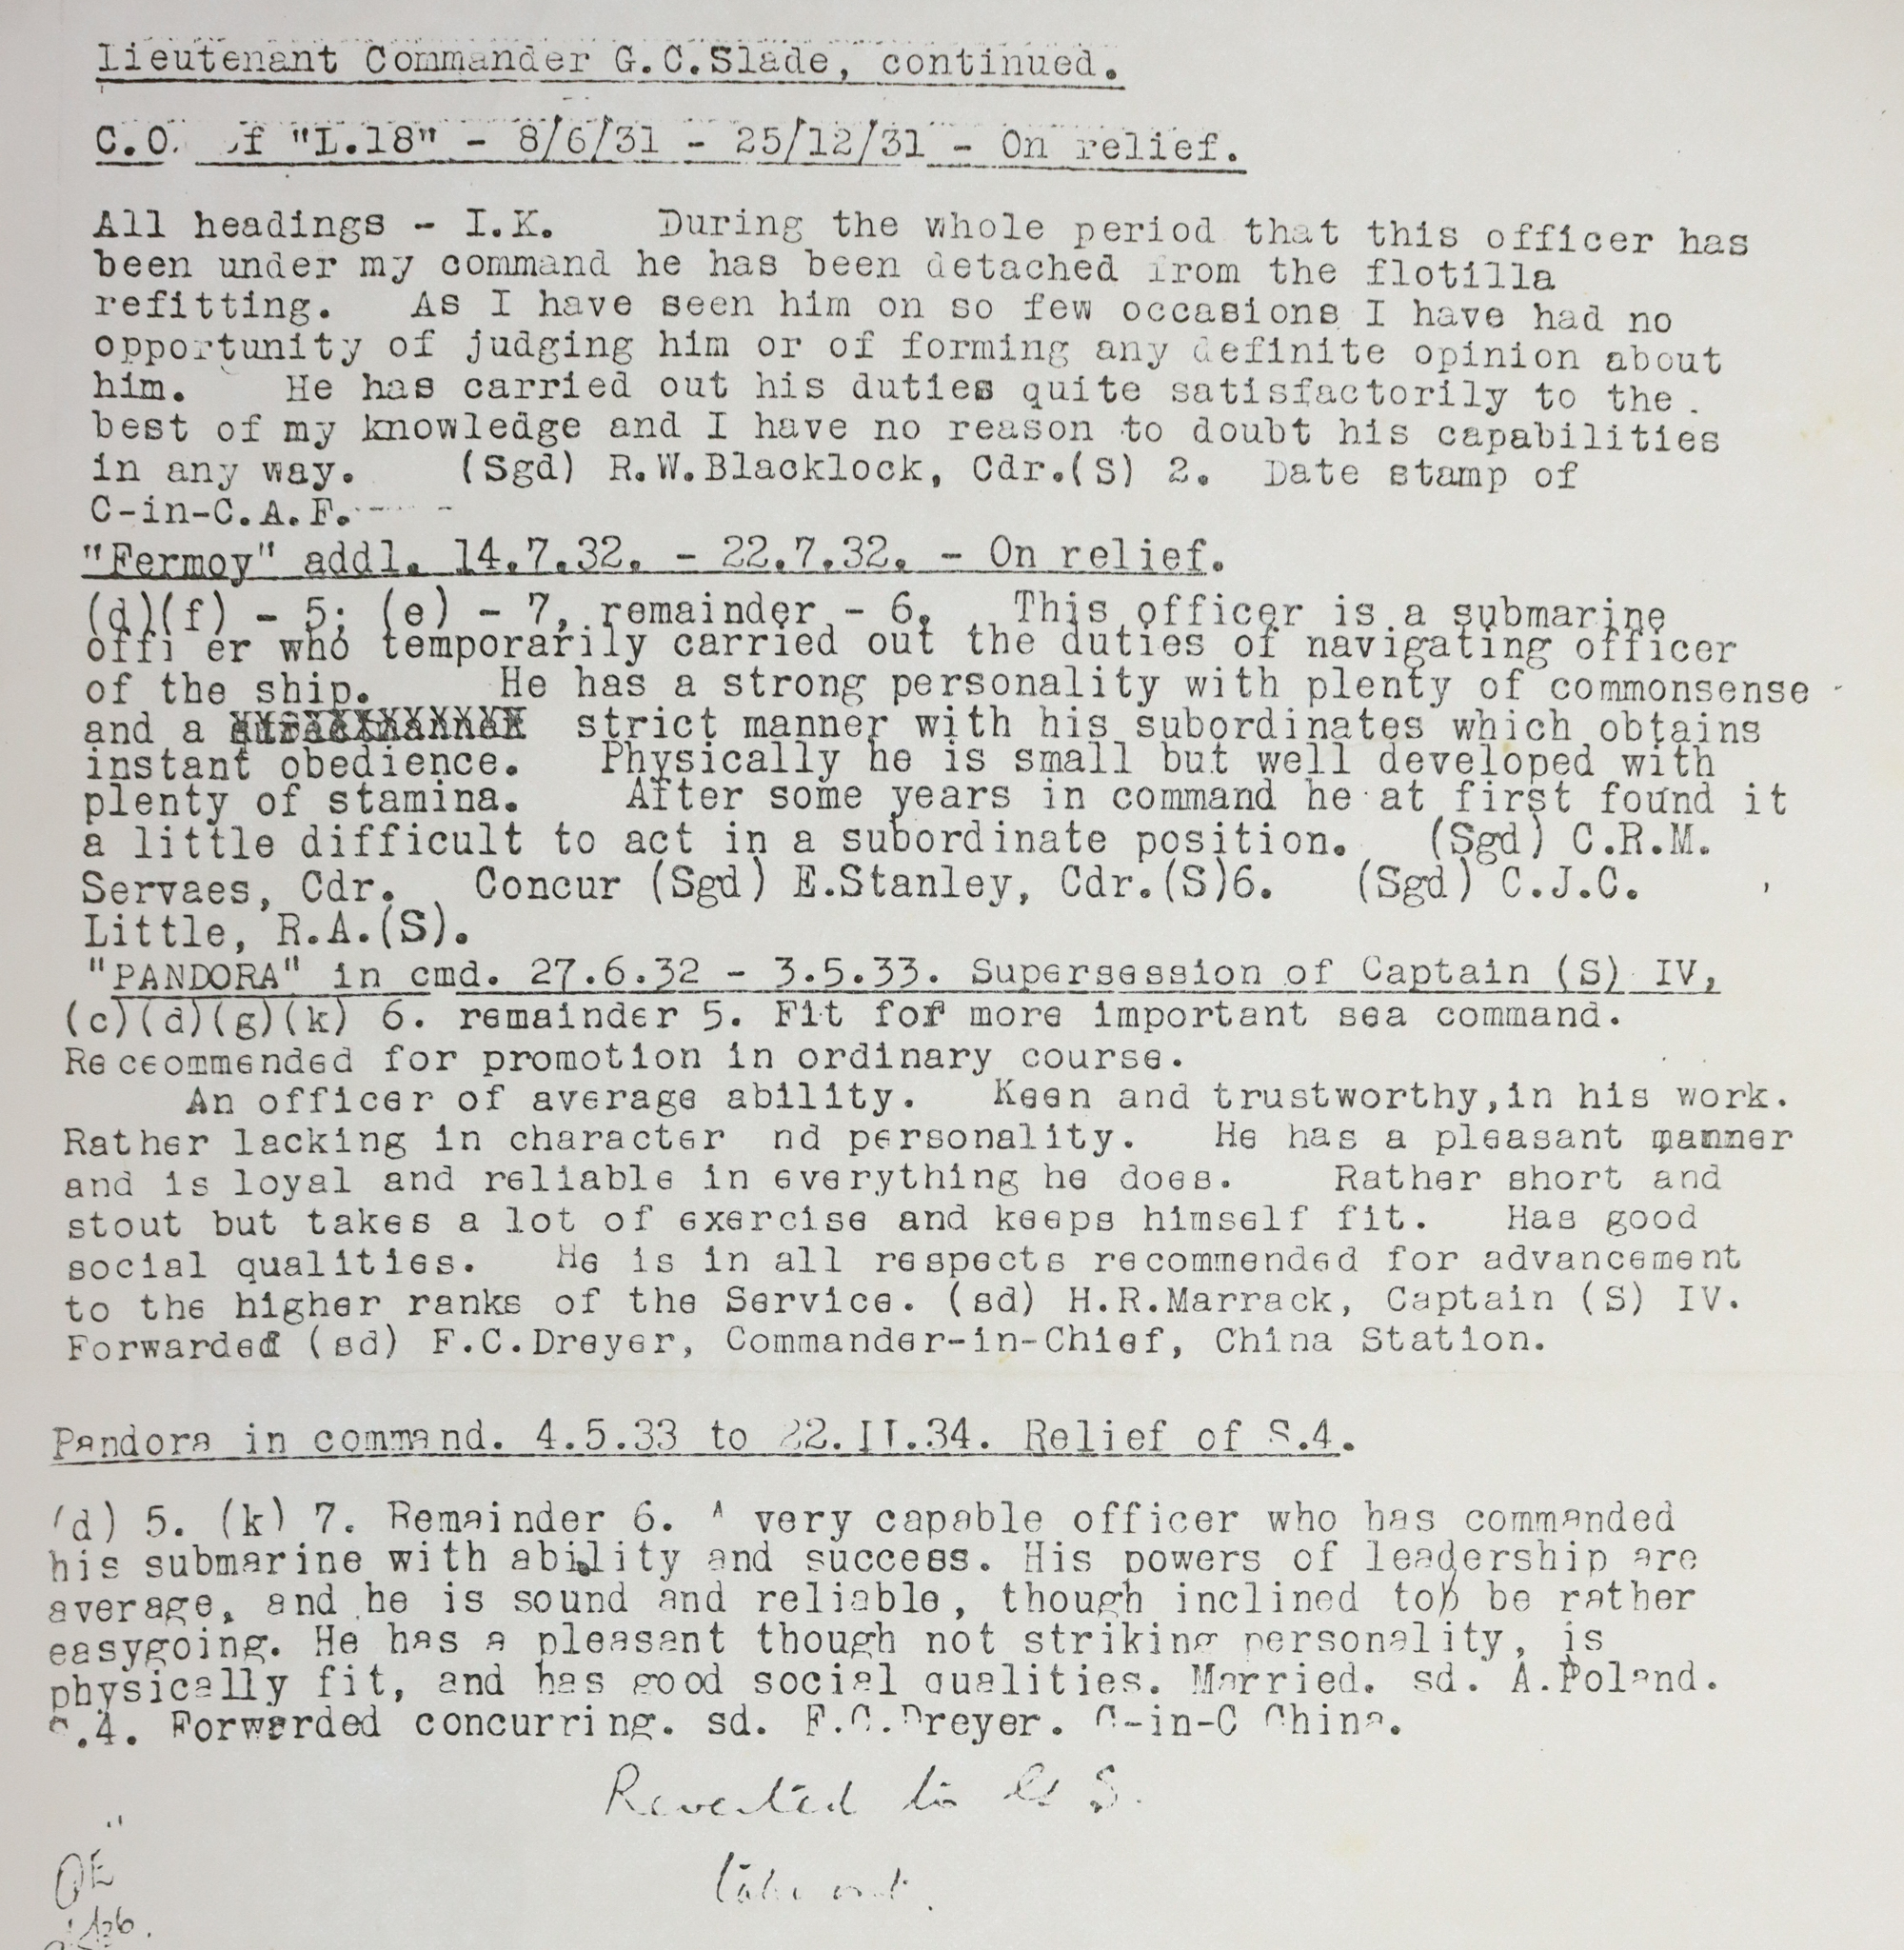 Lieutenant Commander G.C.Slade, continued.
C.O. of "L.18" - 8/6/31 - 25/12/31 - On relief.
All headings - I.K. During the whole period that this officer has
been under my command he has been detached from the flotilla
refitting. As I have seen him on so few occasions I have had no
opportunity of judging him or of forming any definite opinion about
him. He has carried out his duties quite satisfactorily to the
best of my knowledge and I have no reason to doubt his capabilities
in any way. (Sgd) R.W.Blacklock, Cdr.(S) 2. Date stamp of
C-in-C.A.F.
"Fermoy" addl. 14.7.32. - 22.7.32. - On relief.
(d)(f) - 5; (e) - 7, remainder - 6. This officer is a submarine
offi er who temporarily carried out the duties of navigating officer
of the ship. He has a strong personality with plenty of commonsense
and a strict manner with his subordinates which obtains
instant obedience. Physically he is small but well developed with
plenty of stamina. After some years in command he at first found it
a little difficult to act in a subordinate position. (Sgd) C.R.M.
Servaes, Cdr. Concur (Sgd) E.Stanley, Cdr.(S)6. (Sgd) C.J.C.
Little, R.A.(S).
"PANDORA" in cmd. 27.6.32 - 3.5.33. Supersession of Captain (S) IV,
(c)(d)(g)(k) 6. remainder 5. Fit for more important sea command.
Receommended for promotion in ordinary course.
An officer of average ability. Keen and trustworthy,in his work.
Rather lacking in character nd personality. He has a pleasant manner
and is loyal and reliable in everything he does. Rather short and
stout but takes a lot of exercise and keeps himself fit. Has good
social qualities. He is in all respects recommended for advancement
to the higher ranks of the Service. (sd) H.R.Marrack, Captain (S) IV.
Forwarded (sd) F.C.Dreyer, Commander-in-Chief, China Station.
Pandora in command. 4.5.33 to 22.II.34. Relief of S.4.
(d) 5. (k) 7. Remainder 6. A very capable officer who has commanded
his submarine with ability and success. His powers of leadership are
average, and he is sound and reliable, though inclined to be rather
easygoing. He has a pleasant though not striking personality, is
physically fit, and has good social qualities. Married. sd. A.Poland.
S.4. Forwarded concurring. sd. F.C.Dreyer. C-in-C China.
Reverted to G S.
OE